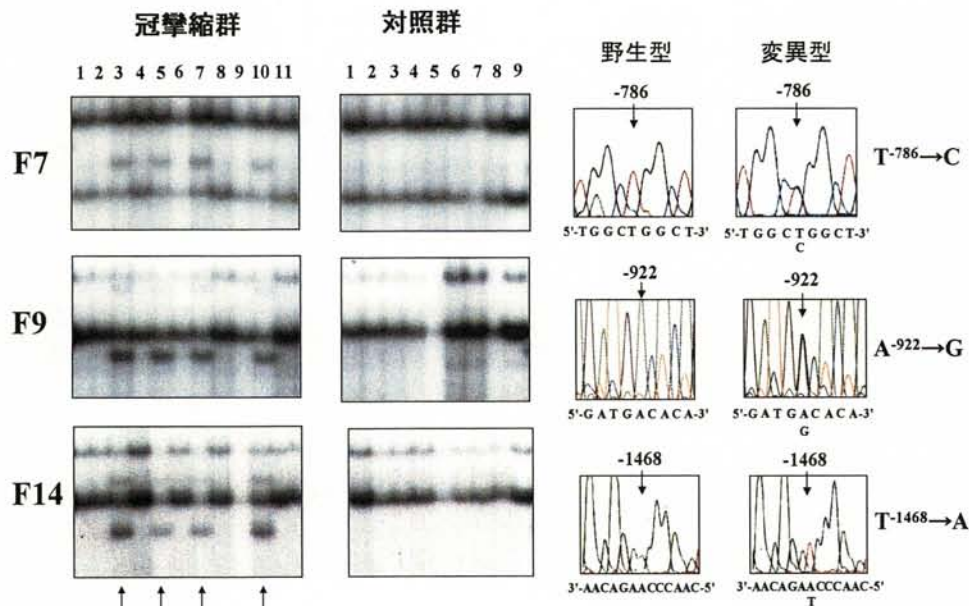 冠攣縮群
対照群
野生型
変異型
1 2 3 4 5 6 7 8 9 10 11
1 2 3 4 5 6 7 8 9
F7
-786
-786
T-786→C
5'-T G G C T G G C T-3'
5'-T G G C T G G C T-3'
C
F9
-922
-922
A-922→G
5'-G A T G A C A C A-3'
5'-G A T G A C A C A-3'
G
F14
-1468
-1468
T-1468→A
3'-AACAGAACCCAAC-5'
3'-AACAGAACCCAAC-5'
T